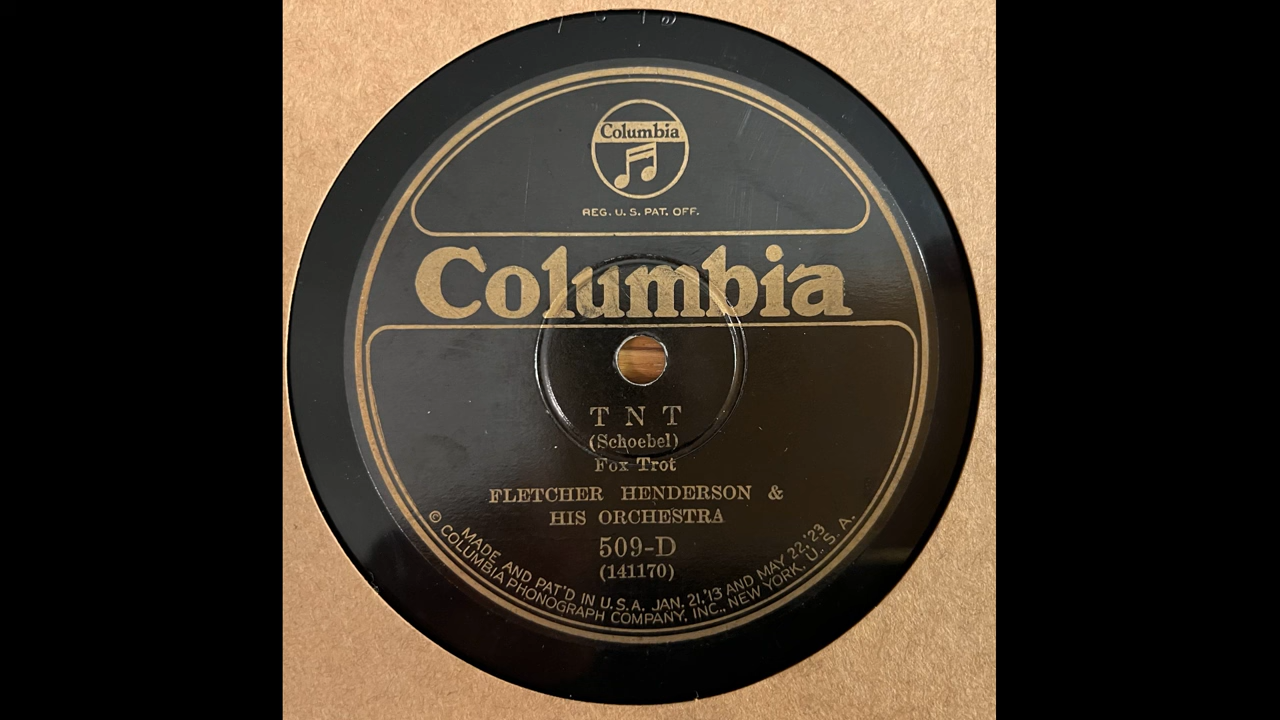 Columbia
REG. U. S. PAT. OFF.
Columbia
T N T
(Schoebel)
Fox Trot
FLETCHER HENDERSON &
HIS ORCHESTRA
509-D
(141170)
MADE AND PAT'D IN U.S.A. JAN. 21,'13 AND MAY 22,'23
© COLUMBIA PHONOGRAPH COMPANY, INC., NEW YORK, U. S. A.